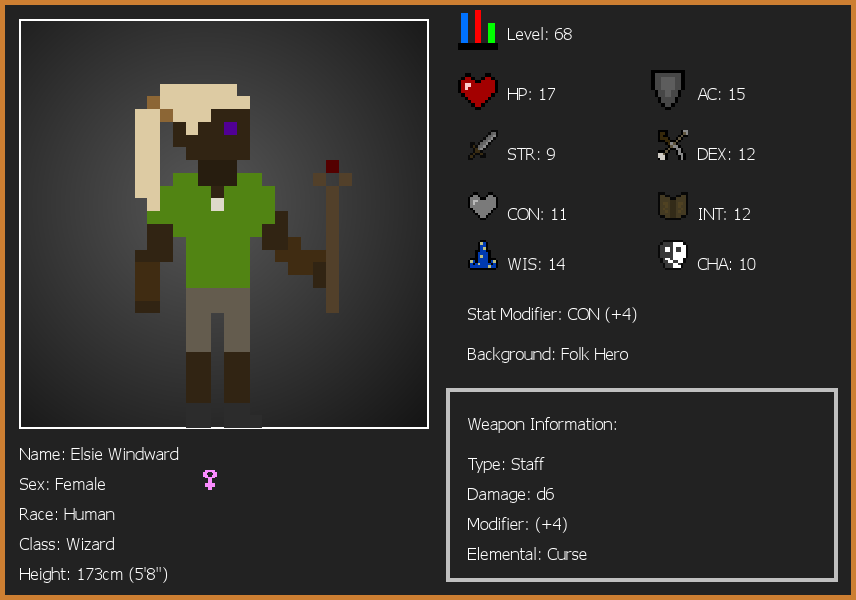 Level: 68
HP: 17
AC: 15
STR: 9
DEX: 12
CON: 11
INT: 12
WIS: 14
CHA: 10
Stat Modifier: CON (+4)
Background: Folk Hero
Weapon Information:
Type: Staff
Damage: d6
Modifier: (+4)
Elemental: Curse
Name: Elsie Windward
Sex: Female
Race: Human
Class: Wizard
Height: 173cm (5'8")